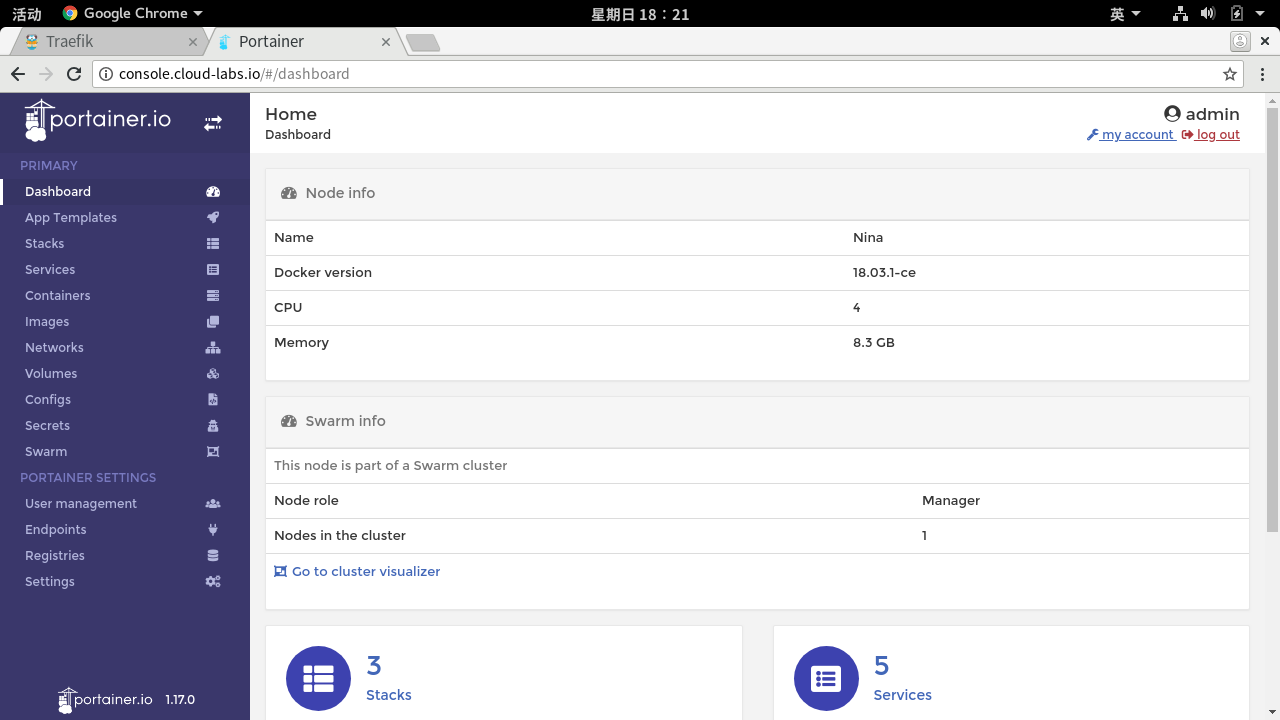 活动 Google Chrome 星期日 18：21 英
Traefik Portainer
console.cloud-labs.io/#/dashboard
portainer.io
PRIMARY
Dashboard
App Templates
Stacks
Services
Containers
Images
Networks
Volumes
Configs
Secrets
Swarm
PORTAINER SETTINGS
User management
Endpoints
Registries
Settings
portainer.io 1.17.0
Home
Dashboard
admin
my account log out
Node info
Name Nina
Docker version 18.03.1-ce
CPU 4
Memory 8.3 GB
Swarm info
This node is part of a Swarm cluster
Node role Manager
Nodes in the cluster 1
Go to cluster visualizer
3
Stacks
5
Services